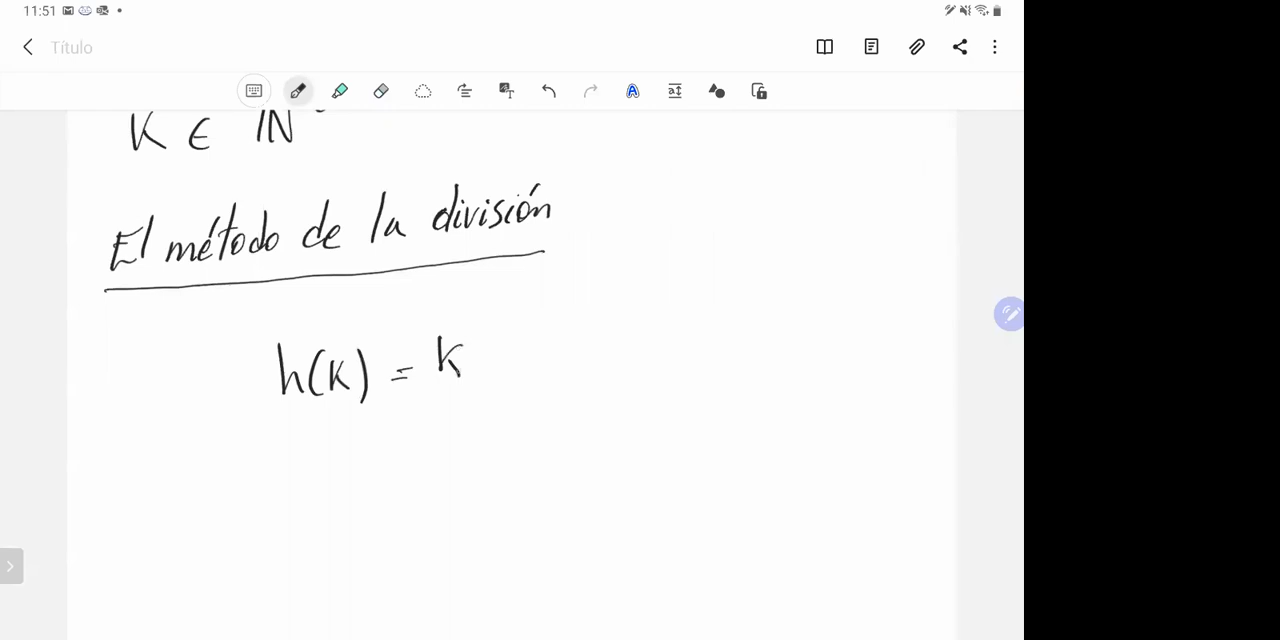 11:51
Título
K ∈ IN
El método de la división
h(K) = K